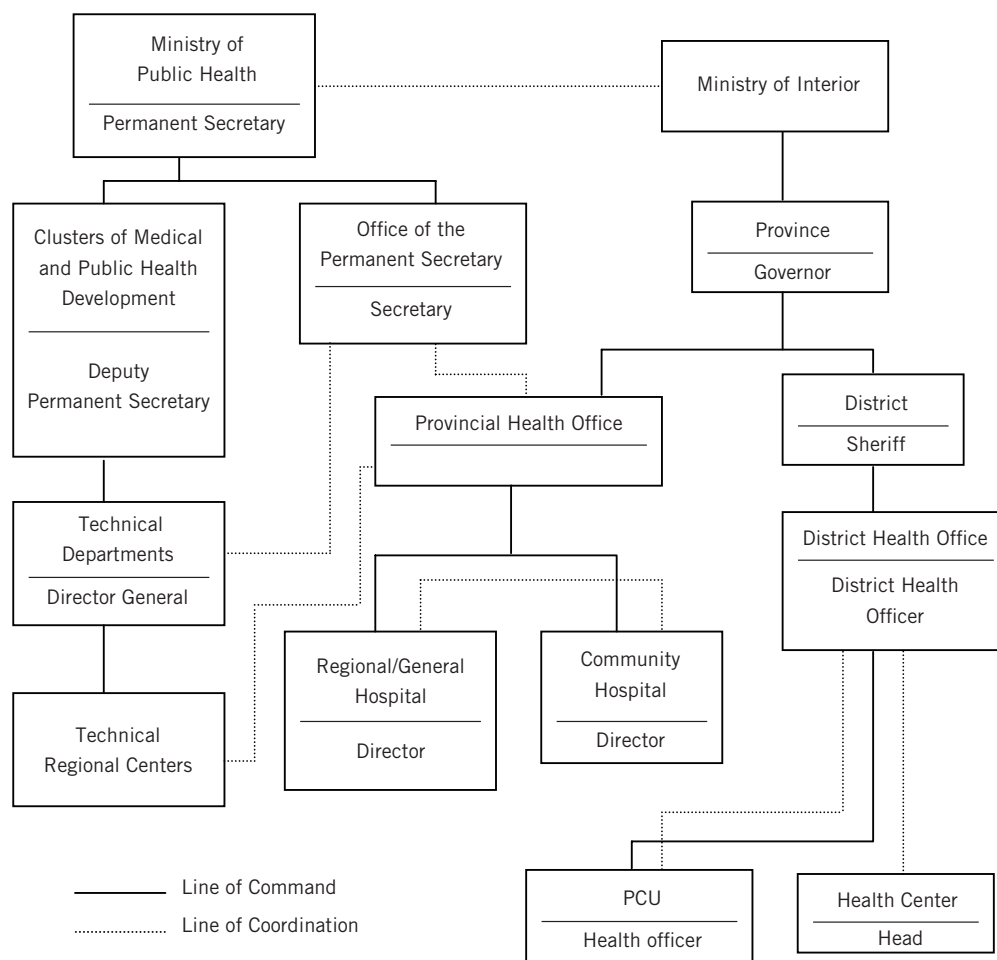 Ministry of
Public Health
Permanent Secretary
Ministry of Interior
Clusters of Medical
and Public Health
Development
Deputy
Permanent Secretary
Office of the
Permanent Secretary
Secretary
Province
Governor
Provincial Health Office
District
Sheriff
Technical
Departments
Director General
District Health Office
District Health
Officer
Technical
Regional Centers
Regional/General
Hospital
Director
Community
Hospital
Director
Line of Command
Line of Coordination
PCU
Health officer
Health Center
Head